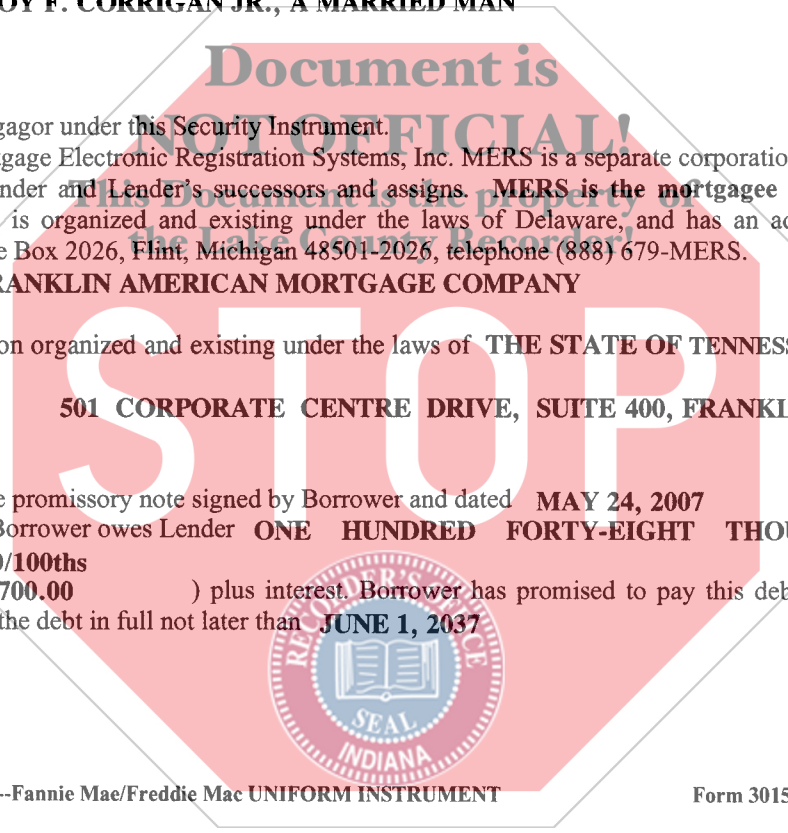 OY F. CORRIGAN JR., A MARRIED MAN
Document is
gagor under this Security Instrument.
NOT OFFICIAL!
gage Electronic Registration Systems, Inc. MERS is a separate corporatio
nder and Lender's successors and assigns. MERS is the mortgagee
This Document is the property of
is organized and existing under the laws of Delaware, and has an ad
the Lake County Recorder!
e Box 2026, Flint, Michigan 48501-2026, telephone (888) 679-MERS.
RANKLIN AMERICAN MORTGAGE COMPANY
on organized and existing under the laws of THE STATE OF TENNESS
STOP
501 CORPORATE CENTRE DRIVE, SUITE 400, FRANKL
e promissory note signed by Borrower and dated MAY 24, 2007
Borrower owes Lender ONE HUNDRED FORTY-EIGHT THOU
0/100ths
700.00 ) plus interest. Borrower has promised to pay this deb
the debt in full not later than JUNE 1, 2037
RECORDER'S OFFICE
SEAL
INDIANA
--Fannie Mae/Freddie Mac UNIFORM INSTRUMENT Form 3015